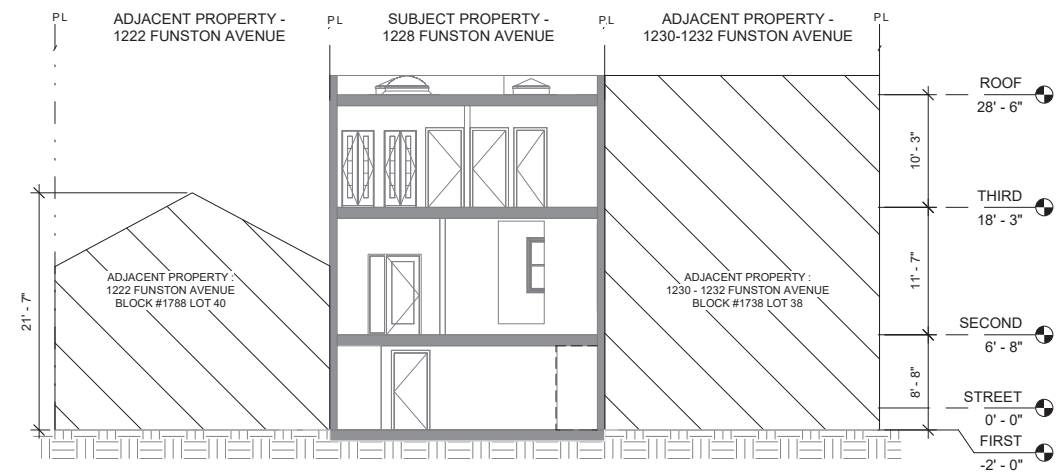 PL
ADJACENT PROPERTY -
1222 FUNSTON AVENUE
PL
SUBJECT PROPERTY -
1228 FUNSTON AVENUE
PL
ADJACENT PROPERTY -
1230-1232 FUNSTON AVENUE
PL
ROOF
28' - 6"
10' - 3"
THIRD
18' - 3"
11' - 7"
SECOND
6' - 8"
8' - 8"
STREET
0' - 0"
FIRST
-2' - 0"
21' - 7"
ADJACENT PROPERTY :
1222 FUNSTON AVENUE
BLOCK #1788 LOT 40
ADJACENT PROPERTY :
1230 - 1232 FUNSTON AVENUE
BLOCK #1738 LOT 38